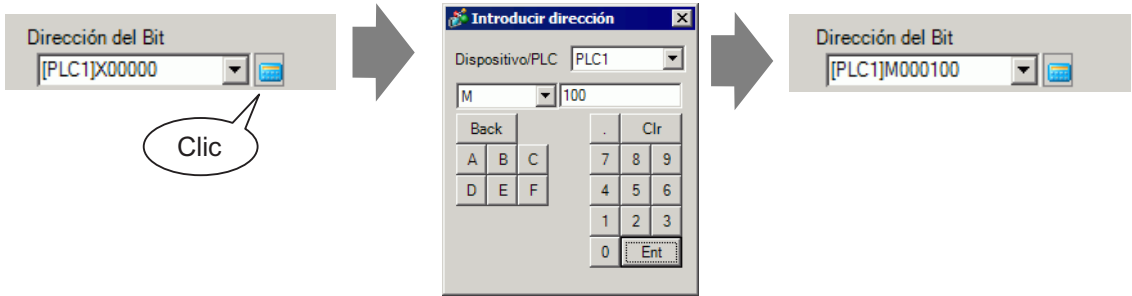 Dirección del Bit
[PLC1]X00000
Clic
Introducir dirección
Dispositivo/PLC PLC1
M 100
Back . Clr
A B C 7 8 9
D E F 4 5 6
1 2 3
0 Ent
Dirección del Bit
[PLC1]M000100